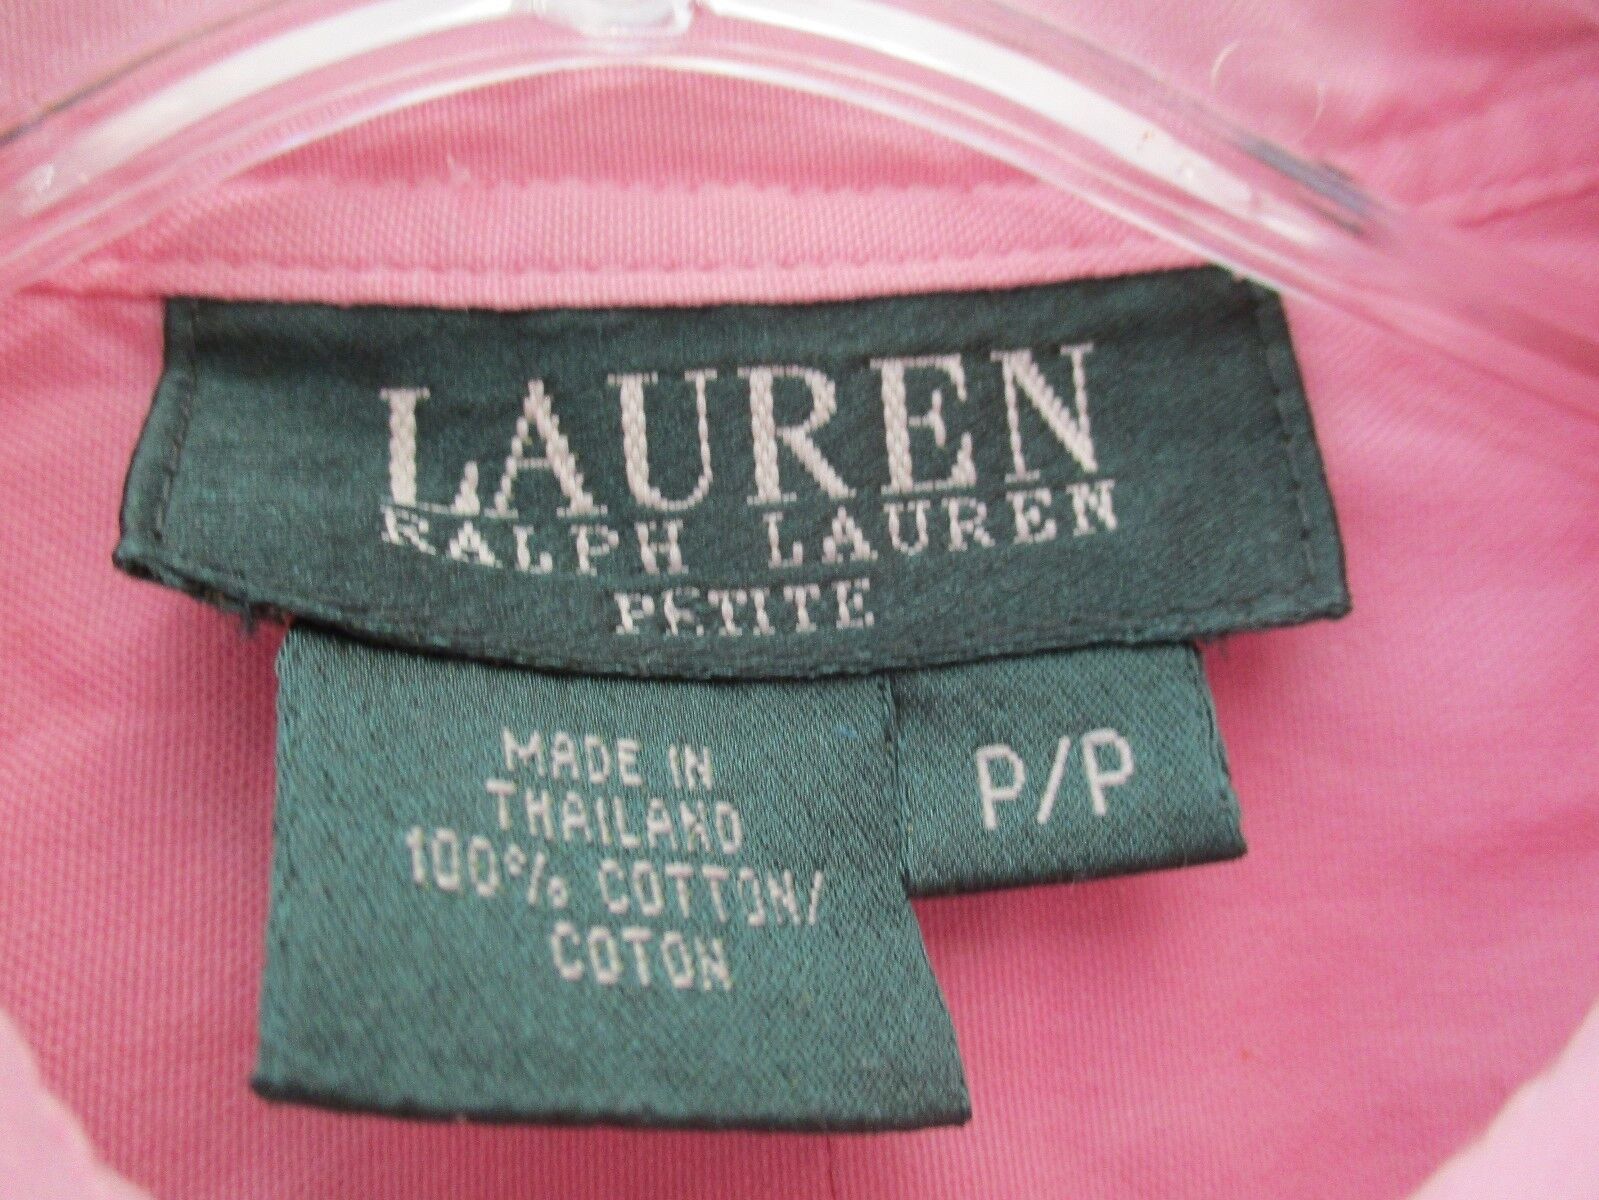 LAUREN
RALPH LAUREN
PETITE
MADE IN
THAILAND
100% COTTON/
COTON
P/P